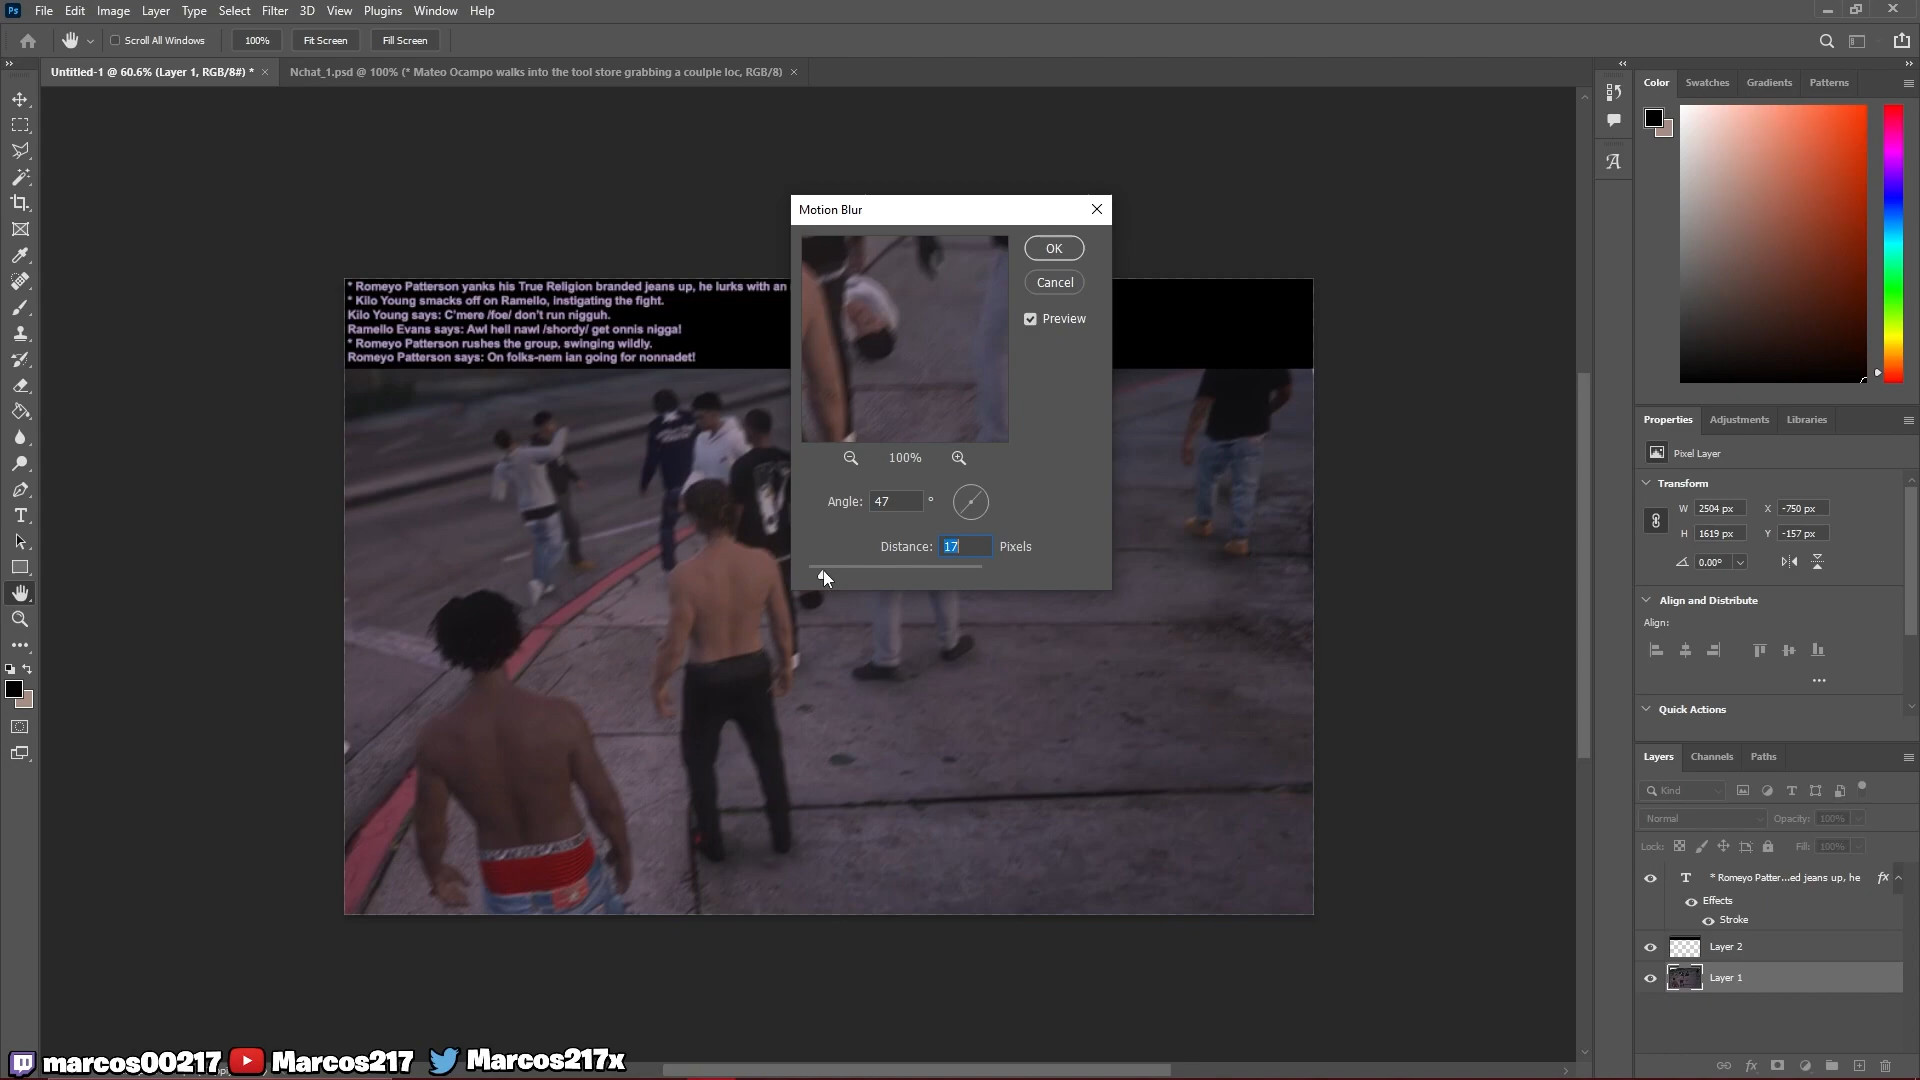 Ps File Edit Image Layer Type Select Filter 3D View Plugins Window Help
Scroll All Windows 100% Fit Screen Fill Screen
Untitled-1 @ 60.6% (Layer 1, RGB/8#) * × Nchat_1.psd @ 100% (* Mateo Ocampo walks into the tool store grabbing a coulple loc, RGB/8) ×
Color Swatches Gradients Patterns
Motion Blur
OK
Cancel
Preview
100%
Angle: 47 °
Distance: 17 Pixels
* Romeyo Patterson yanks his True Religion branded jeans up, he lurks with an
* Kilo Young smacks off on Ramello, instigating the fight.
Kilo Young says: C'mere /foe/ don't run nigguh.
Ramello Evans says: Awl hell nawl /shordy/ get onnis nigga!
* Romeyo Patterson rushes the group, swinging wildly.
Romeyo Patterson says: On folks-nem ian going for nonnadet!
Properties Adjustments Libraries
Pixel Layer
Transform
W 2504 px X -750 px
H 1619 px Y -157 px
0.00°
Align and Distribute
Align:
Quick Actions
Layers Channels Paths
Kind
Normal Opacity: 100%
Lock: Fill: 100%
T * Romeyo Patter...ed jeans up, he fx
Effects
Stroke
Layer 2
Layer 1
marcos00217 Marcos217 Marcos217x